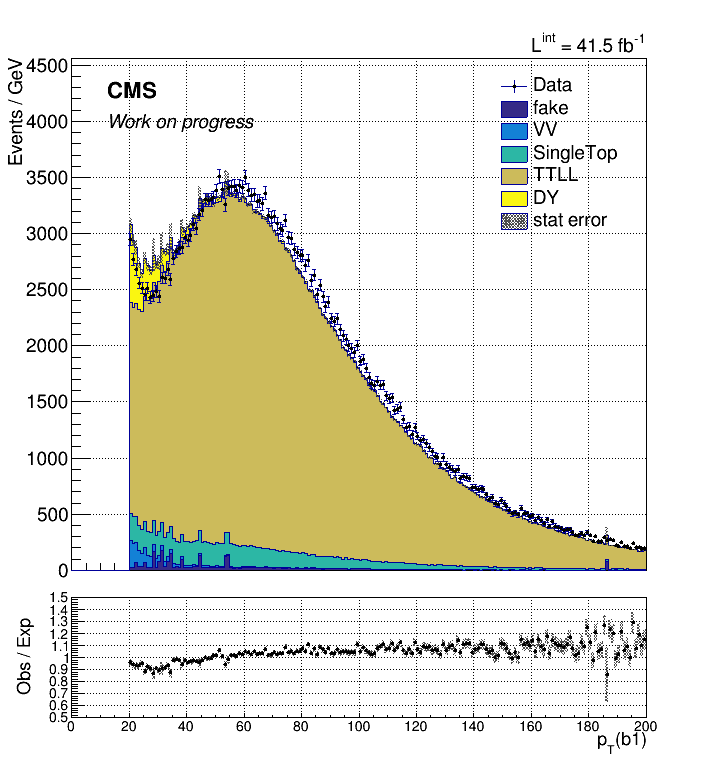 L^int = 41.5 fb^-1
Events / GeV
4500
4000
3500
3000
2500
2000
1500
1000
500
0
CMS
Work on progress
Data
fake
VV
SingleTop
TTLL
DY
stat error
Obs / Exp
1.5
1.4
1.3
1.2
1.1
1
0.9
0.8
0.7
0.6
0.5
0 20 40 60 80 100 120 140 160 180 200
p_T(b1)